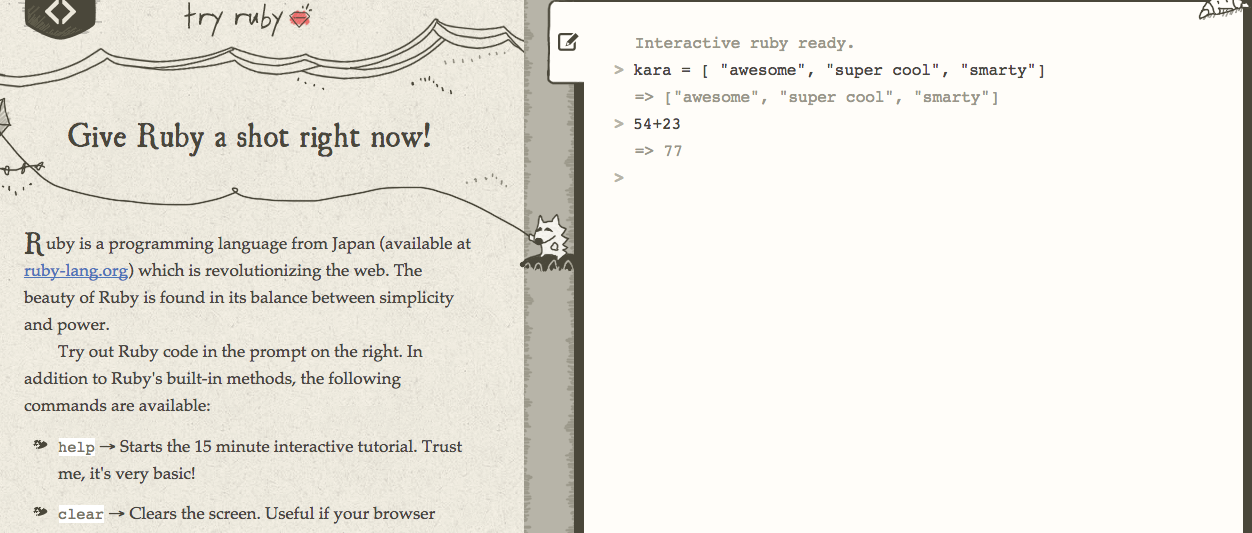 try ruby
Give Ruby a shot right now!
Ruby is a programming language from Japan (available at
ruby-lang.org) which is revolutionizing the web. The
beauty of Ruby is found in its balance between simplicity
and power.
Try out Ruby code in the prompt on the right. In
addition to Ruby's built-in methods, the following
commands are available:
help → Starts the 15 minute interactive tutorial. Trust
me, it's very basic!
clear → Clears the screen. Useful if your browser
Interactive ruby ready.
> kara = [ "awesome", "super cool", "smarty"]
=> ["awesome", "super cool", "smarty"]
> 54+23
=> 77
>